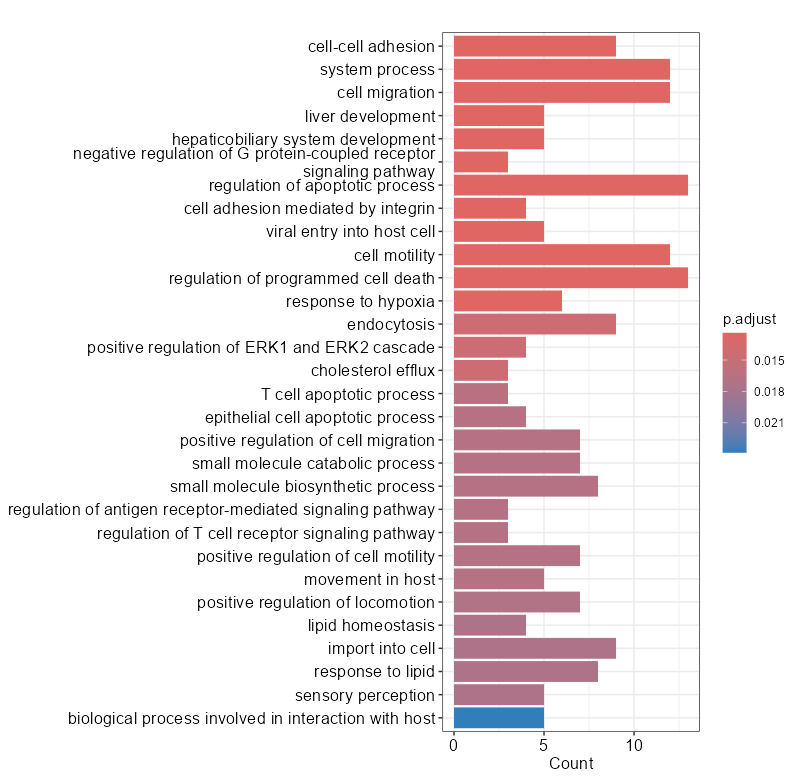 cell-cell adhesion
system process
cell migration
liver development
hepaticobiliary system development
negative regulation of G protein-coupled receptor
signaling pathway
regulation of apoptotic process
cell adhesion mediated by integrin
viral entry into host cell
cell motility
regulation of programmed cell death
response to hypoxia
endocytosis
positive regulation of ERK1 and ERK2 cascade
cholesterol efflux
T cell apoptotic process
epithelial cell apoptotic process
positive regulation of cell migration
small molecule catabolic process
small molecule biosynthetic process
regulation of antigen receptor-mediated signaling pathway
regulation of T cell receptor signaling pathway
positive regulation of cell motility
movement in host
positive regulation of locomotion
lipid homeostasis
import into cell
response to lipid
sensory perception
biological process involved in interaction with host
0 5 10
Count
p.adjust
0.015
0.018
0.021